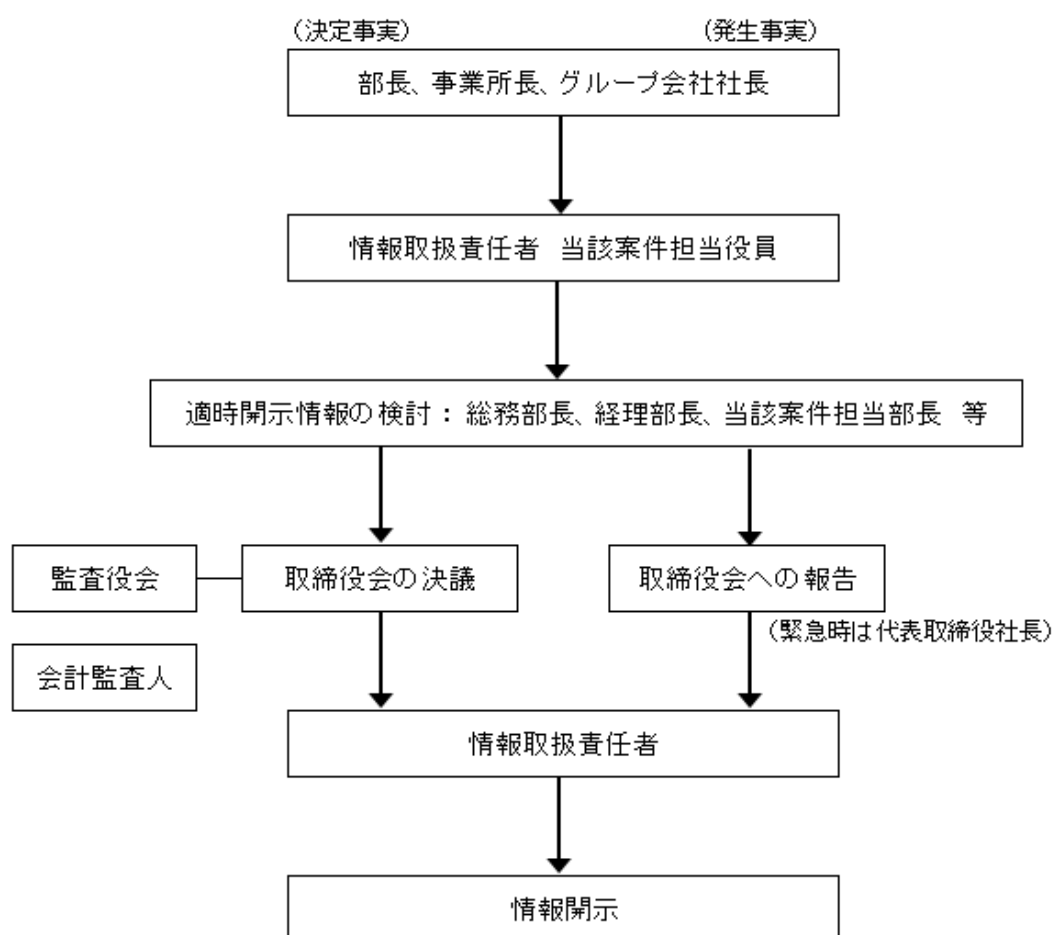 (決定事実)
(発生事実)
部長、事業所長、グループ会社社長
情報取扱責任者 当該案件担当役員
適時開示情報の検討：総務部長、経理部長、当該案件担当部長 等
監査役会
取締役会の決議
取締役会への報告
(緊急時は代表取締役社長)
会計監査人
情報取扱責任者
情報開示